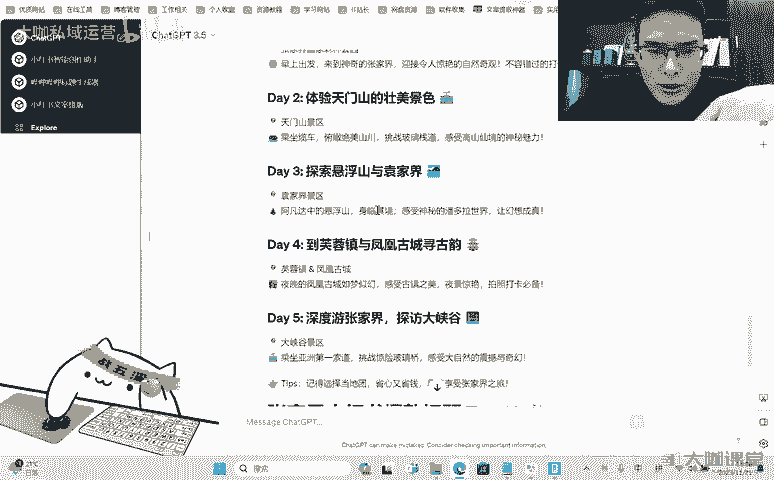 优质网站 在线工具 博客营销 工作相关 个人效率 资源教程 学习网站 网盘资源 软件收集 文章提取神器
大咖私域运营
ChatGPT
ChatGPT 3.5
Explore
早上出发，来到神奇的张家界，迎接令人惊艳的自然奇观！不容错过的打
Day 2: 体验天门山的壮美景色
天门山景区
乘坐缆车，俯瞰绝美山川，挑战玻璃栈道，感受高山仙境的神秘魅力！
Day 3: 探索悬浮山与袁家界
袁家界景区
阿凡达中的悬浮山，身临其境，感受神秘的潘多拉世界，让幻想成真！
Day 4: 到芙蓉镇与凤凰古城寻古韵
芙蓉镇 & 凤凰古城
夜晚的凤凰古城如梦似幻，感受古镇之美，夜景惊艳，拍照打卡必备！
Day 5: 深度游张家界，探访大峡谷
大峡谷景区
乘坐亚洲第一索道，挑战惊险玻璃桥，感受大自然的震撼与奇幻！
Tips: 记得选择当地团，省心又省钱，享受张家界之旅！
Message ChatGPT...
ChatGPT can make mistakes. Consider checking important information.
战五渣
21°C
搜索
大咖课堂